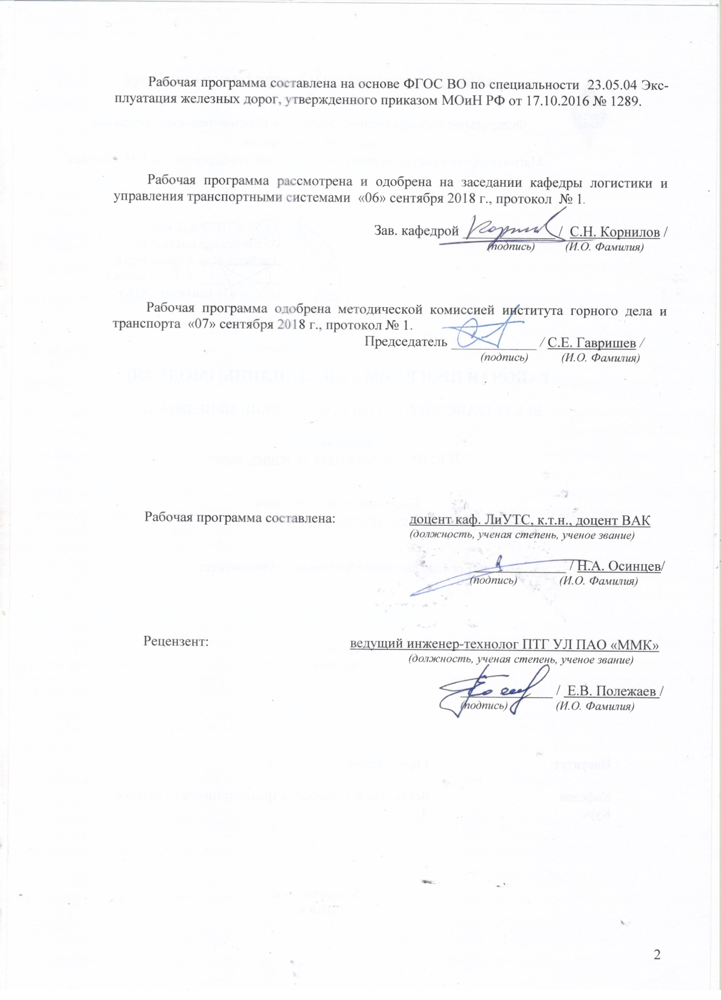 Рабочая программа составлена на основе ФГОС ВО по специальности 23.05.04 Экс-
плуатация железных дорог, утвержденного приказом МОиН РФ от 17.10.2016 № 1289.
Рабочая программа рассмотрена и одобрена на заседании кафедры логистики и
управления транспортными системами «06» сентября 2018 г., протокол № 1.
Зав. кафедрой _____________ / С.Н. Корнилов /
(подпись) (И.О. Фамилия)
Рабочая программа одобрена методической комиссией института горного дела и
транспорта «07» сентября 2018 г., протокол № 1.
Председатель ____________ / С.Е. Гавришев /
(подпись) (И.О. Фамилия)
Рабочая программа составлена: доцент каф. ЛиУТС, к.т.н., доцент ВАК
(должность, ученая степень, ученое звание)
_____________ / Н.А. Осинцев/
(подпись) (И.О. Фамилия)
Рецензент: ведущий инженер-технолог ПТГ УЛ ПАО «ММК»
(должность, ученая степень, ученое звание)
_____________ / Е.В. Полежаев /
(подпись) (И.О. Фамилия)
2